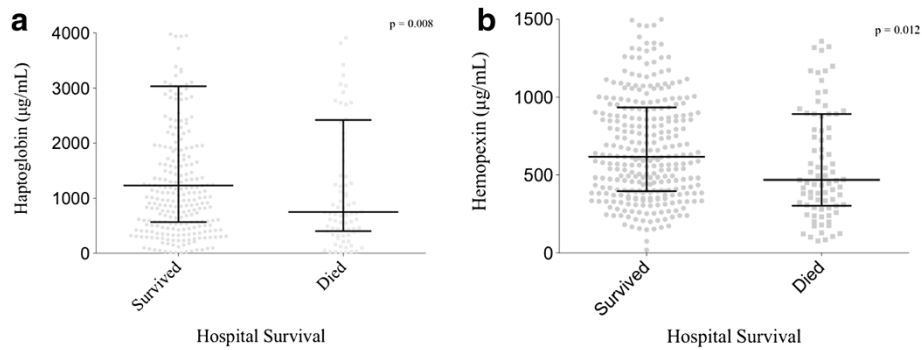 a
p = 0.008
Haptoglobin (µg/mL)
4000
3000
2000
1000
0
Survived
Died
Hospital Survival
b
p = 0.012
Hemopexin (µg/mL)
1500
1000
500
0
Survived
Died
Hospital Survival